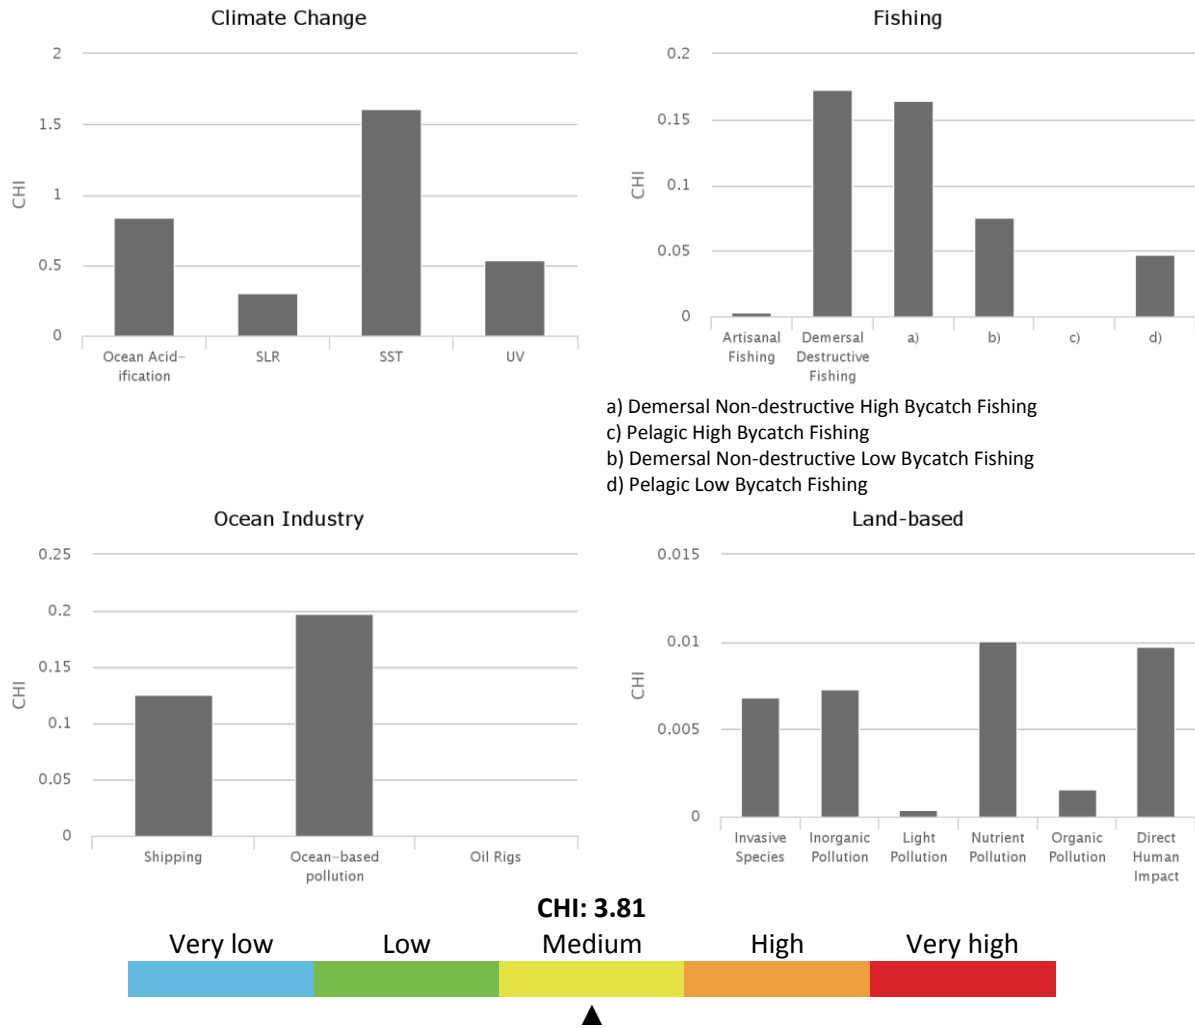 Climate Change
2
1.5
1
0.5
0
CHI
Ocean Acid–
ification
SLR
SST
UV
Fishing
0.2
0.15
0.1
0.05
0
CHI
Artisanal
Fishing
Demersal
Destructive
Fishing
a)
b)
c)
d)
a) Demersal Non-destructive High Bycatch Fishing
c) Pelagic High Bycatch Fishing
b) Demersal Non-destructive Low Bycatch Fishing
d) Pelagic Low Bycatch Fishing
Ocean Industry
0.25
0.2
0.15
0.1
0.05
0
CHI
Shipping
Ocean–based
pollution
Oil Rigs
Land-based
0.015
0.01
0.005
0
CHI
Invasive
Species
Inorganic
Pollution
Light
Pollution
Nutrient
Pollution
Organic
Pollution
Direct
Human
Impact
CHI: 3.81
Very low Low Medium High Very high